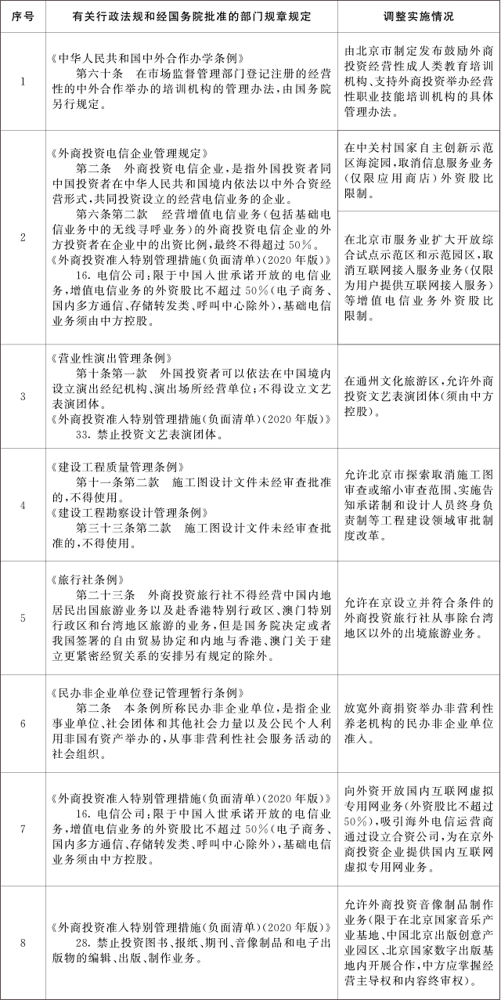 序号
有关行政法规和经国务院批准的部门规章规定
调整实施情况
1
《中华人民共和国中外合作办学条例》
第六十条　在市场监督管理部门登记注册的经营
性的中外合作举办的培训机构的管理办法,由国务院
另行规定。
由北京市制定发布鼓励外商
投资经营性成人类教育培训
机构、支持外商投资举办经营
性职业技能培训机构的具体
管理办法。
2
《外商投资电信企业管理规定》
第二条　外商投资电信企业,是指外国投资者同
中国投资者在中华人民共和国境内依法以中外合资经
营形式,共同投资设立的经营电信业务的企业。
第六条第二款　经营增值电信业务(包括基础电
信业务中的无线寻呼业务)的外商投资电信企业的外
方投资者在企业中的出资比例,最终不得超过50%。
《外商投资准入特别管理措施(负面清单)(2020年版)》
16. 电信公司:限于中国入世承诺开放的电信业
务,增值电信业务的外资股比不超过50%(电子商务、
国内多方通信、存储转发类、呼叫中心除外),基础电信
业务须由中方控股。
在中关村国家自主创新示范
区海淀园,取消信息服务业务
(仅限应用商店)外资股比
限制。
在北京市服务业扩大开放综
合试点示范区和示范园区,取
消互联网接入服务业务(仅限
为用户提供互联网接入服务)
等增值电信业务外资股比
限制。
3
《营业性演出管理条例》
第十条第一款　外国投资者可以依法在中国境内
设立演出经纪机构、演出场所经营单位;不得设立文艺
表演团体。
《外商投资准入特别管理措施(负面清单)(2020年版)》
33. 禁止投资文艺表演团体。
在通州文化旅游区,允许外商
投资文艺表演团体(须由中方
控股)。
4
《建设工程质量管理条例》
第十一条第二款　施工图设计文件未经审查批准
的,不得使用。
《建设工程勘察设计管理条例》
第三十三条第二款　施工图设计文件未经审查批
准的,不得使用。
允许北京市探索取消施工图
审查或缩小审查范围、实施告
知承诺制和设计人员终身负
责制等工程建设领域审批制
度改革。
5
《旅行社条例》
第二十三条　外商投资旅行社不得经营中国内地
居民出国旅游业务以及赴香港特别行政区、澳门特别
行政区和台湾地区旅游的业务,但是国务院决定或者
我国签署的自由贸易协定和内地与香港、澳门关于建
立更紧密经贸关系的安排另有规定的除外。
允许在京设立并符合条件的
外商投资旅行社从事除台湾
地区以外的出境旅游业务。
6
《民办非企业单位登记管理暂行条例》
第二条　本条例所称民办非企业单位,是指企业
事业单位、社会团体和其他社会力量以及公民个人利
用非国有资产举办的,从事非营利性社会服务活动的
社会组织。
放宽外商捐资举办非营利性
养老机构的民办非企业单位
准入。
7
《外商投资准入特别管理措施(负面清单)(2020年版)》
16. 电信公司:限于中国入世承诺开放的电信业
务,增值电信业务的外资股比不超过50%(电子商务、
国内多方通信、存储转发类、呼叫中心除外),基础电信
业务须由中方控股。
向外资开放国内互联网虚拟
专用网业务(外资股比不超过
50%),吸引海外电信运营商
通过设立合资公司,为在京外
商投资企业提供国内互联网
虚拟专用网业务。
8
《外商投资准入特别管理措施(负面清单)(2020年版)》
28. 禁止投资图书、报纸、期刊、音像制品和电子出
版物的编辑、出版、制作业务。
允许外商投资音像制品制作
业务(限于在北京国家音乐产
业基地、中国北京出版创意产
业园区、北京国家数字出版基
地内开展合作,中方应掌握经
营主导权和内容终审权)。